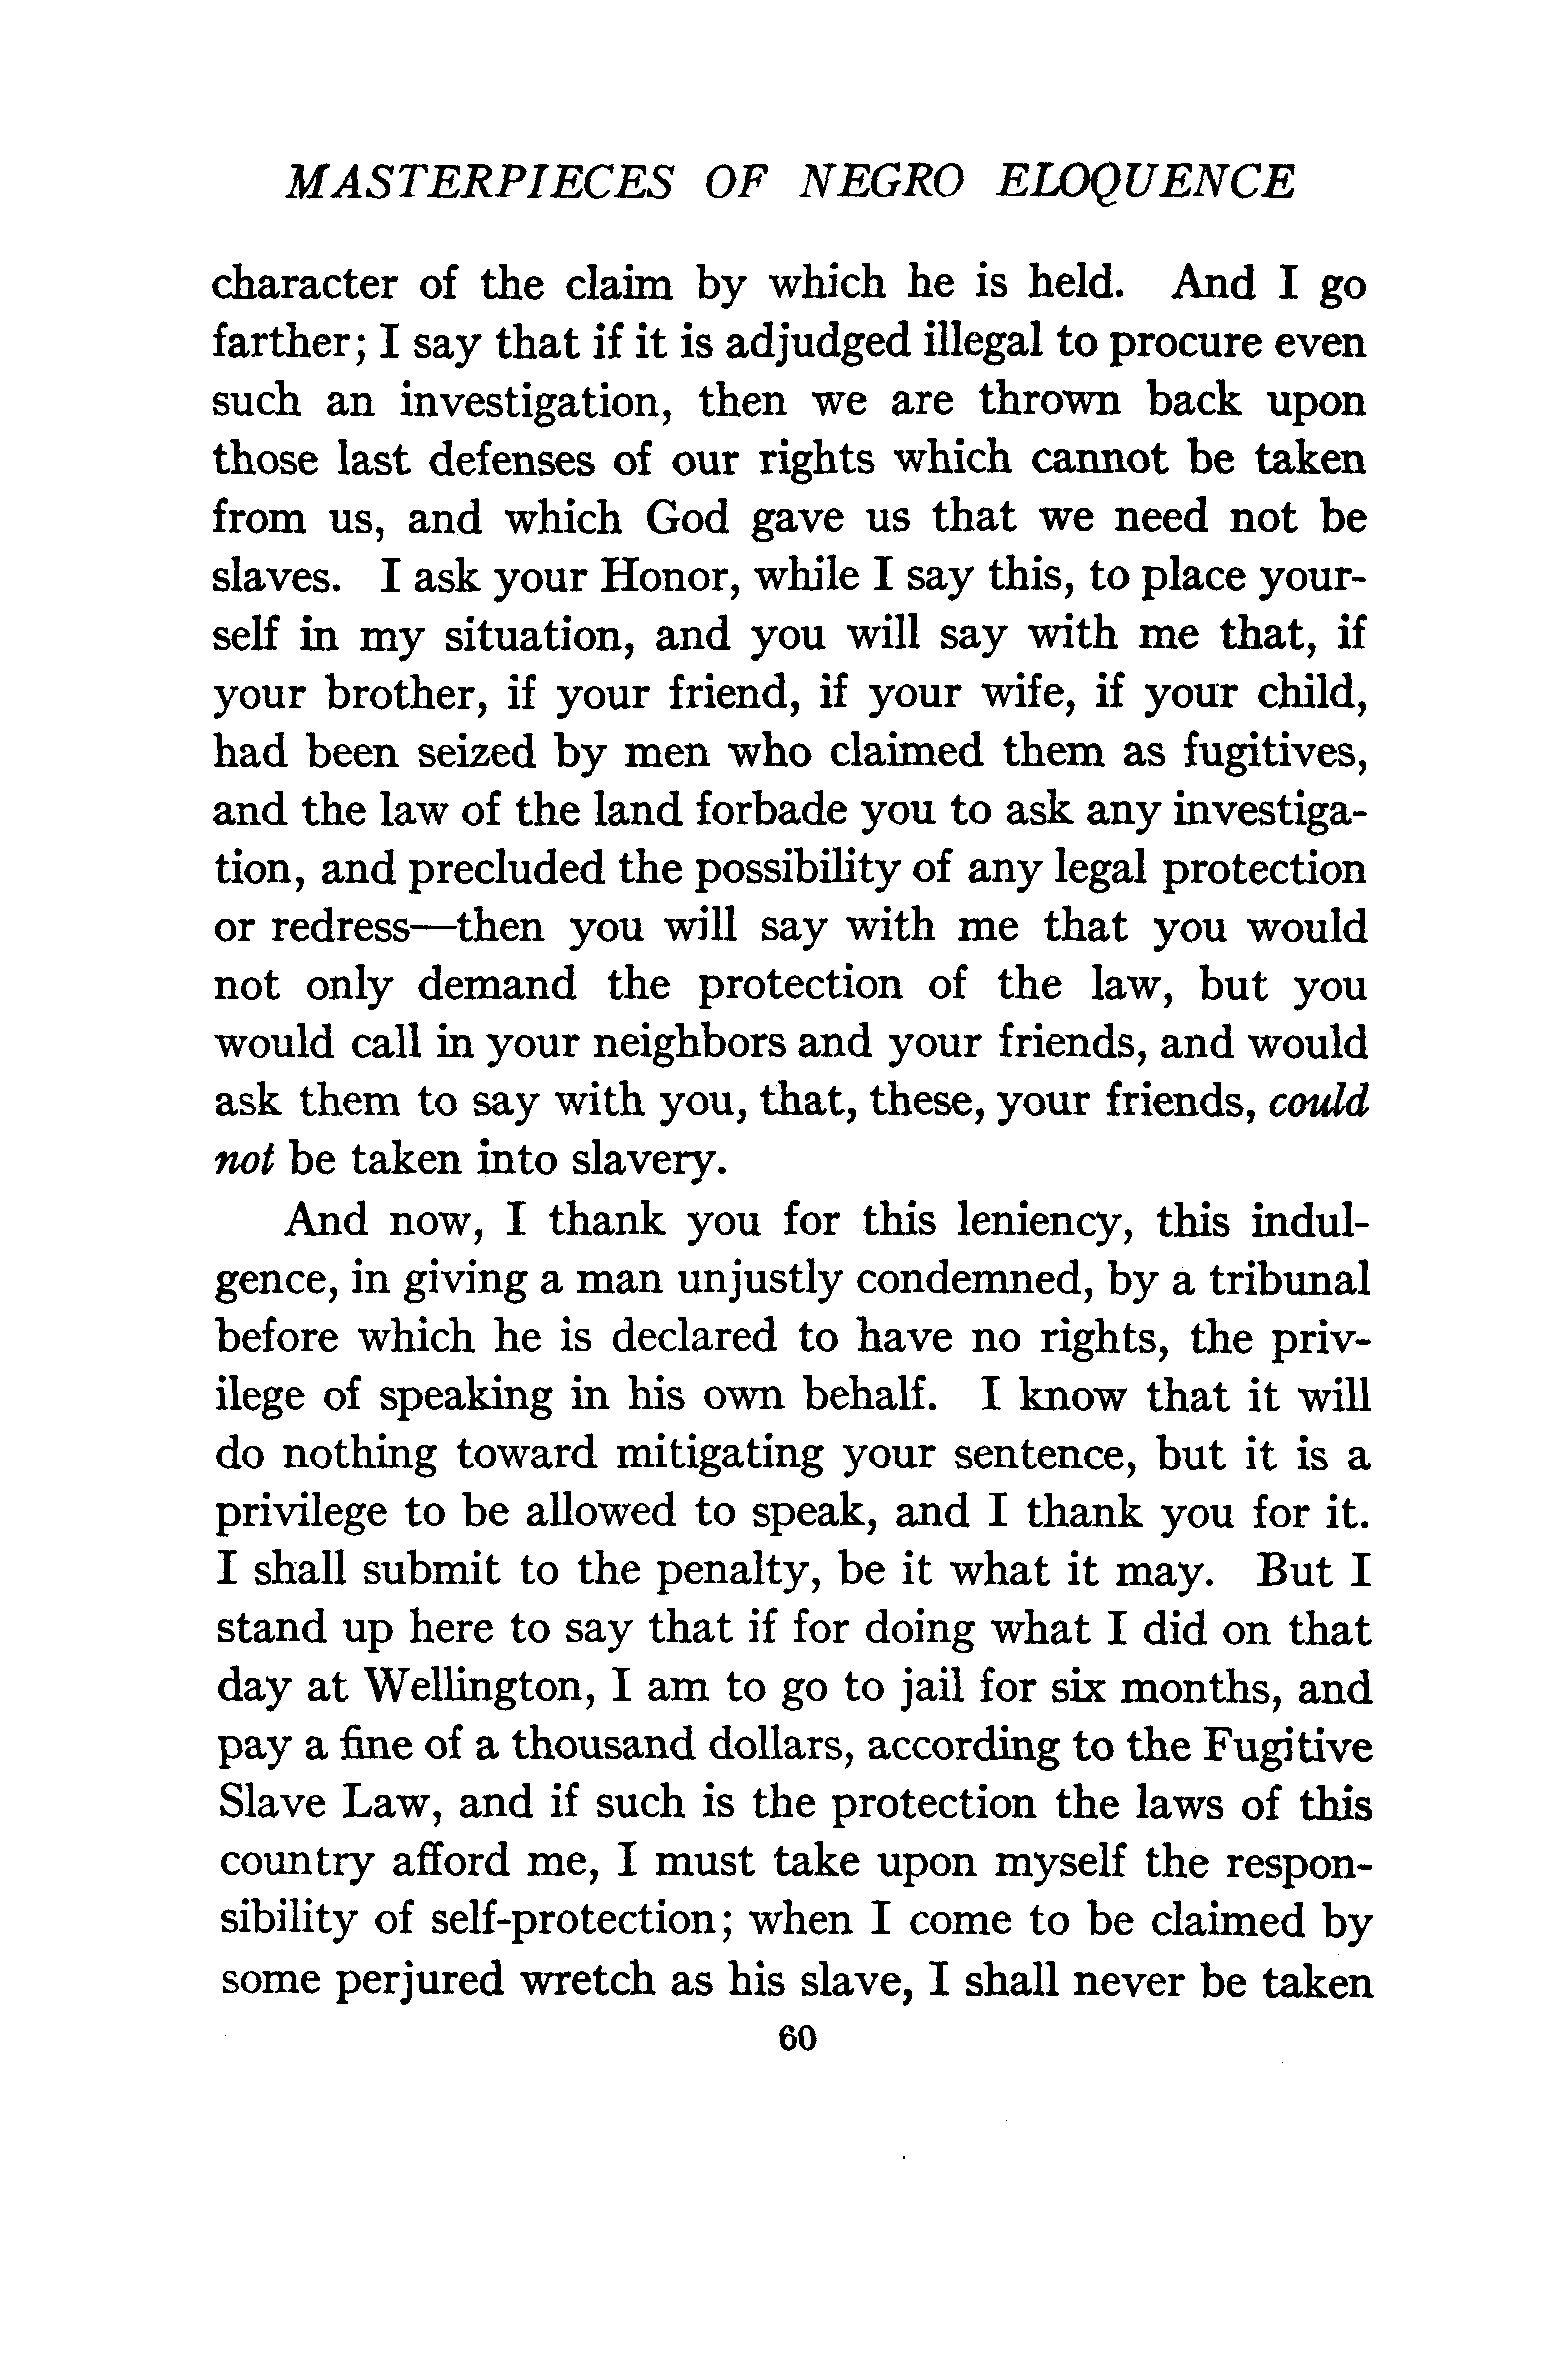 MASTERPIECES OF NEGRO ELOQUENCE
character of the claim by which he is held. And I go
farther; I say that if it is adjudged illegal to procure even
such an investigation, then we are thrown back upon
those last defenses of our rights which cannot be taken
from us, and which God gave us that we need not be
slaves. I ask your Honor, while I say this, to place your-
self in my situation, and you will say with me that, if
your brother, if your friend, if your wife, if your child,
had been seized by men who claimed them as fugitives,
and the law of the land forbade you to ask any investiga-
tion, and precluded the possibility of any legal protection
or redress—then you will say with me that you would
not only demand the protection of the law, but you
would call in your neighbors and your friends, and would
ask them to say with you, that, these, your friends, could
not be taken into slavery.
And now, I thank you for this leniency, this indul-
gence, in giving a man unjustly condemned, by a tribunal
before which he is declared to have no rights, the priv-
ilege of speaking in his own behalf. I know that it will
do nothing toward mitigating your sentence, but it is a
privilege to be allowed to speak, and I thank you for it.
I shall submit to the penalty, be it what it may. But I
stand up here to say that if for doing what I did on that
day at Wellington, I am to go to jail for six months, and
pay a fine of a thousand dollars, according to the Fugitive
Slave Law, and if such is the protection the laws of this
country afford me, I must take upon myself the respon-
sibility of self-protection; when I come to be claimed by
some perjured wretch as his slave, I shall never be taken
60